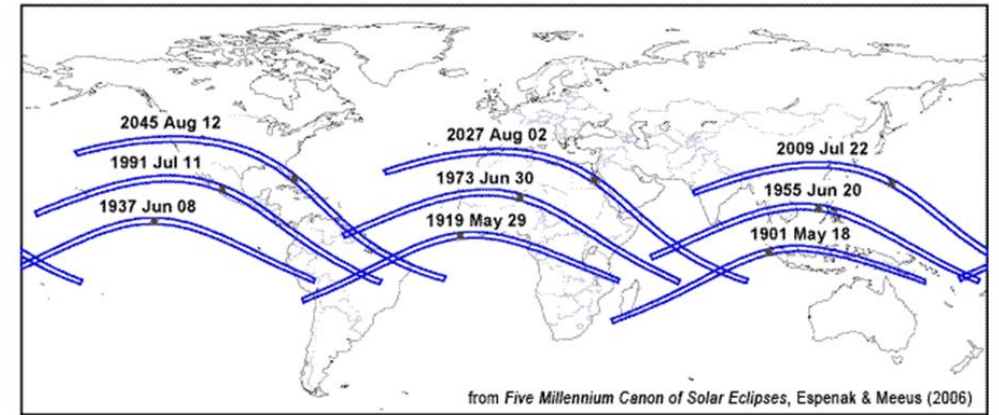 2045 Aug 12
2027 Aug 02
2009 Jul 22
1991 Jul 11
1973 Jun 30
1955 Jun 20
1937 Jun 08
1919 May 29
1901 May 18
from Five Millennium Canon of Solar Eclipses, Espenak & Meeus (2006)